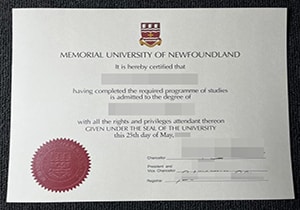 MEMORIAL UNIVERSITY OF NEWFOUNDLAND
It is hereby certified that
having completed the required programme of studies
is admitted to the degree of
with all the rights and privileges attendant thereon
GIVEN UNDER THE SEAL OF THE UNIVERSITY
this 25th day of May,
Chancellor
President and
Vice Chancellor
Registrar